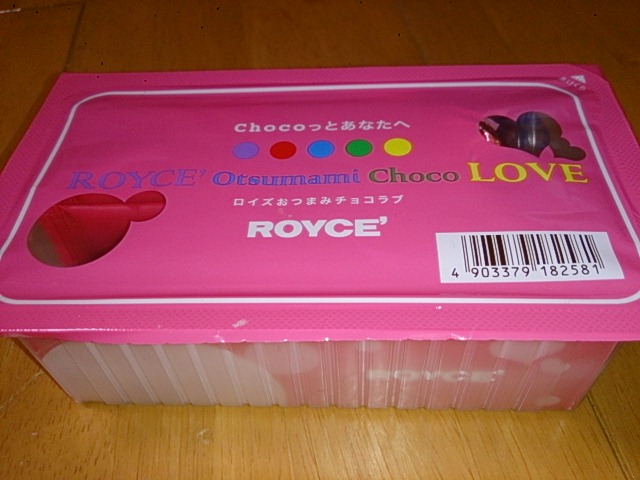 Chocoっとあなたへ
ROYCE' Otsumami Choco LOVE
ロイズおつまみチョコラブ
ROYCE'
4 903379 182581
ROYCE'